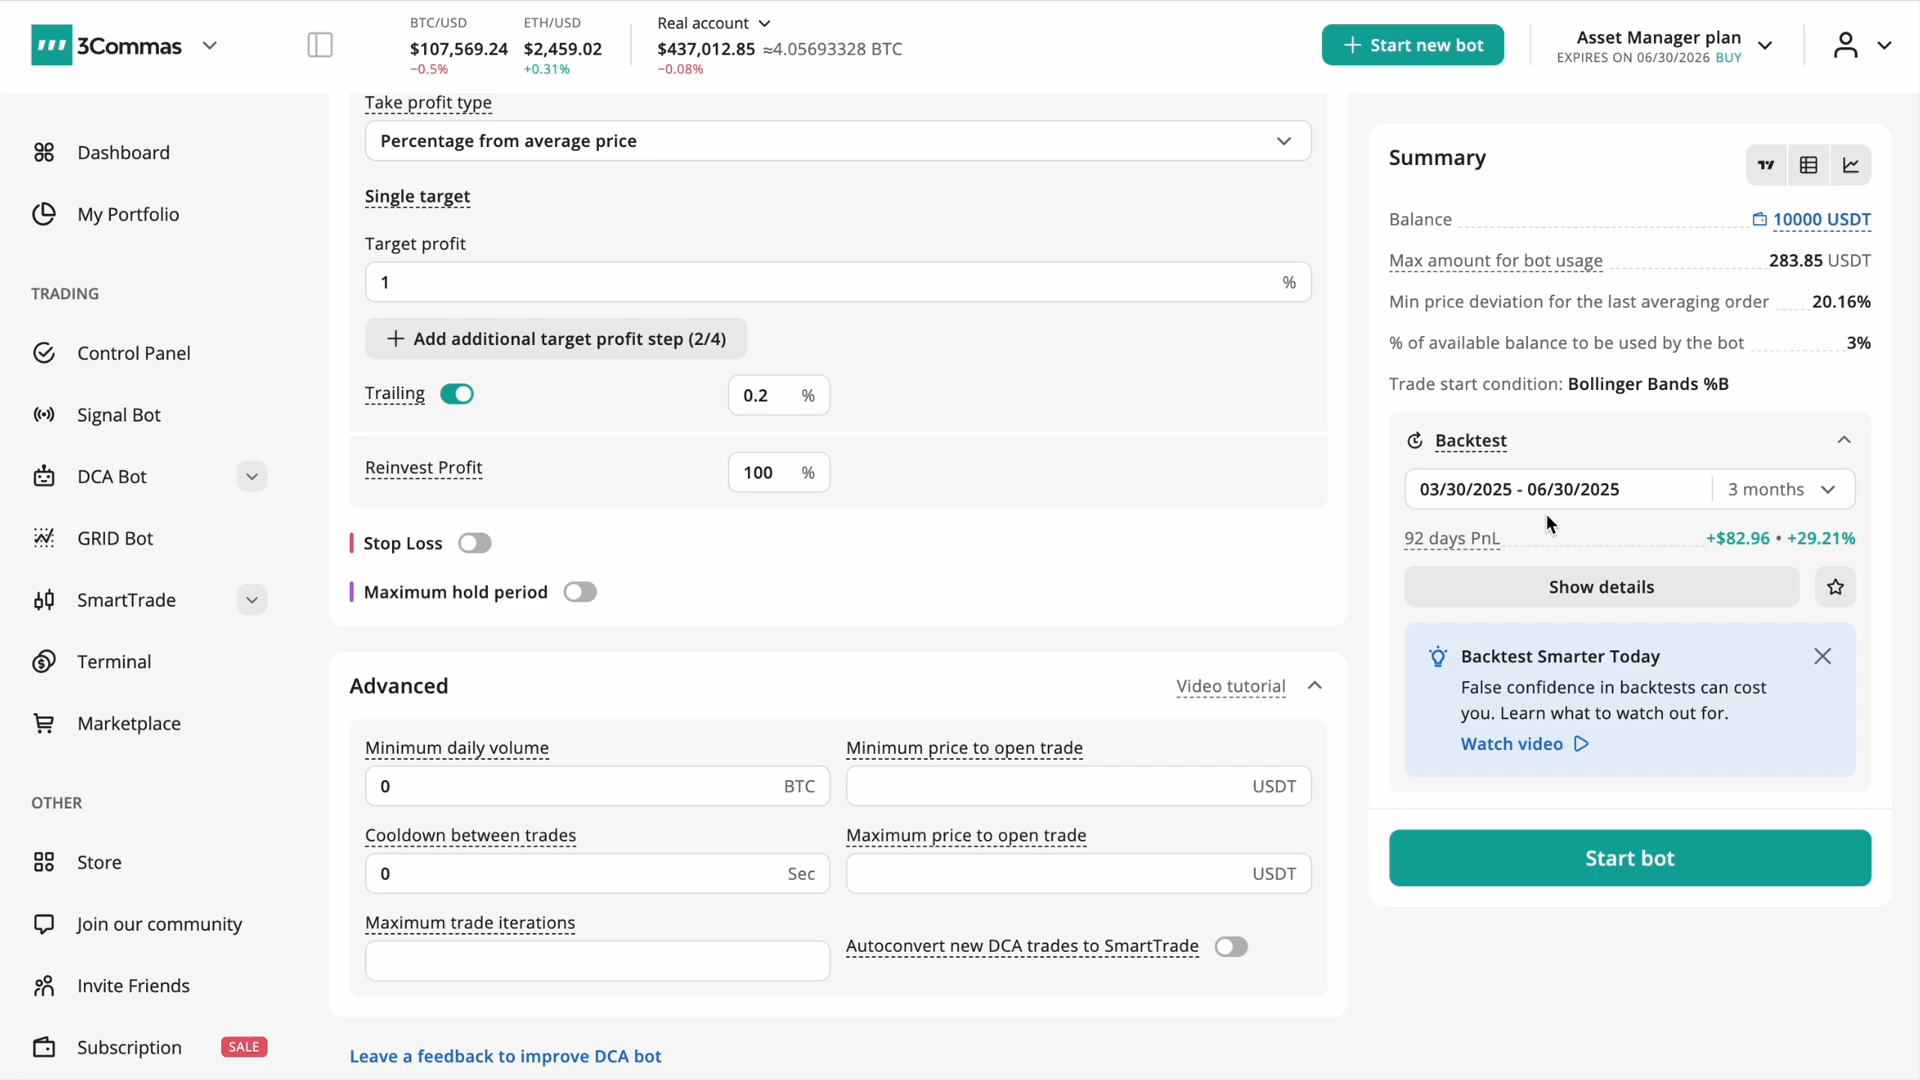 3Commas
BTC/USD
$107,569.24
−0.5%
ETH/USD
$2,459.02
+0.31%
Real account
$437,012.85 ≈4.05693328 BTC
−0.08%
Start new bot
Asset Manager plan
EXPIRES ON 06/30/2026 BUY
Dashboard
My Portfolio
TRADING
Control Panel
Signal Bot
DCA Bot
GRID Bot
SmartTrade
Terminal
Marketplace
OTHER
Store
Join our community
Invite Friends
Subscription SALE
Take profit type
Percentage from average price
Single target
Target profit
1 %
Add additional target profit step (2/4)
Trailing 0.2 %
Reinvest Profit 100 %
Stop Loss
Maximum hold period
Advanced Video tutorial
Minimum daily volume
0 BTC
Minimum price to open trade
USDT
Cooldown between trades
0 Sec
Maximum price to open trade
USDT
Maximum trade iterations
Autoconvert new DCA trades to SmartTrade
Leave a feedback to improve DCA bot
Summary
Balance 10000 USDT
Max amount for bot usage 283.85 USDT
Min price deviation for the last averaging order 20.16%
% of available balance to be used by the bot 3%
Trade start condition: Bollinger Bands %B
Backtest
03/30/2025 - 06/30/2025 3 months
92 days PnL +$82.96 • +29.21%
Show details
Backtest Smarter Today
False confidence in backtests can cost
you. Learn what to watch out for.
Watch video
Start bot